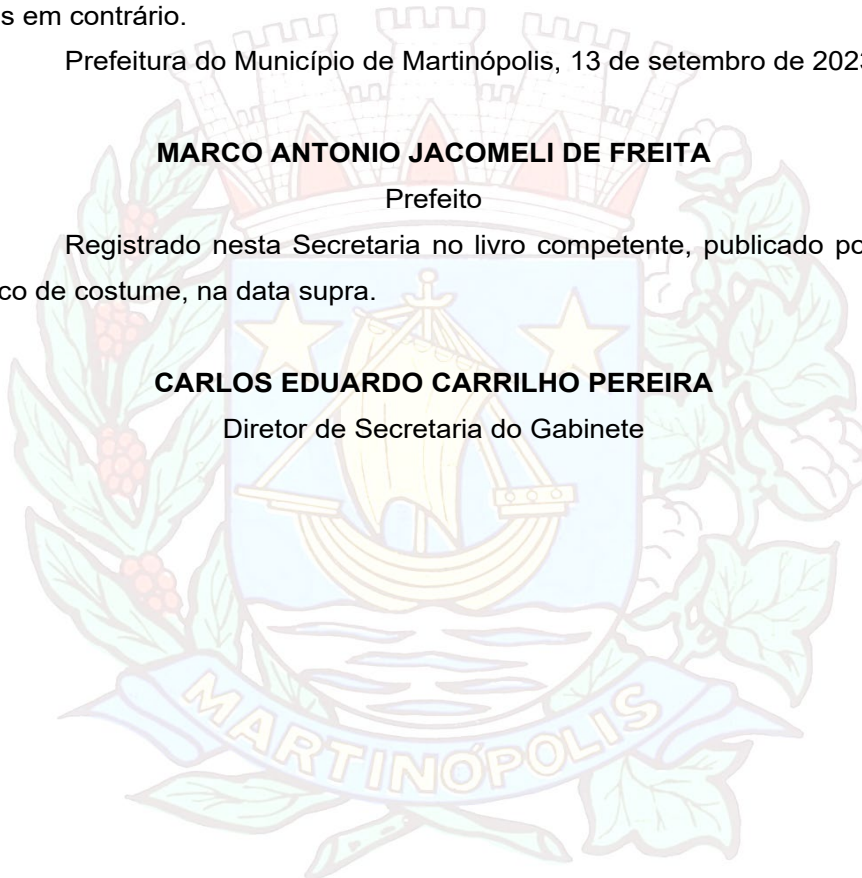 s em contrário.
Prefeitura do Município de Martinópolis, 13 de setembro de 202
MARCO ANTONIO JACOMELI DE FREITA
Prefeito
Registrado nesta Secretaria no livro competente, publicado po
co de costume, na data supra.
CARLOS EDUARDO CARRILHO PEREIRA
Diretor de Secretaria do Gabinete
MARTINÓPOLIS